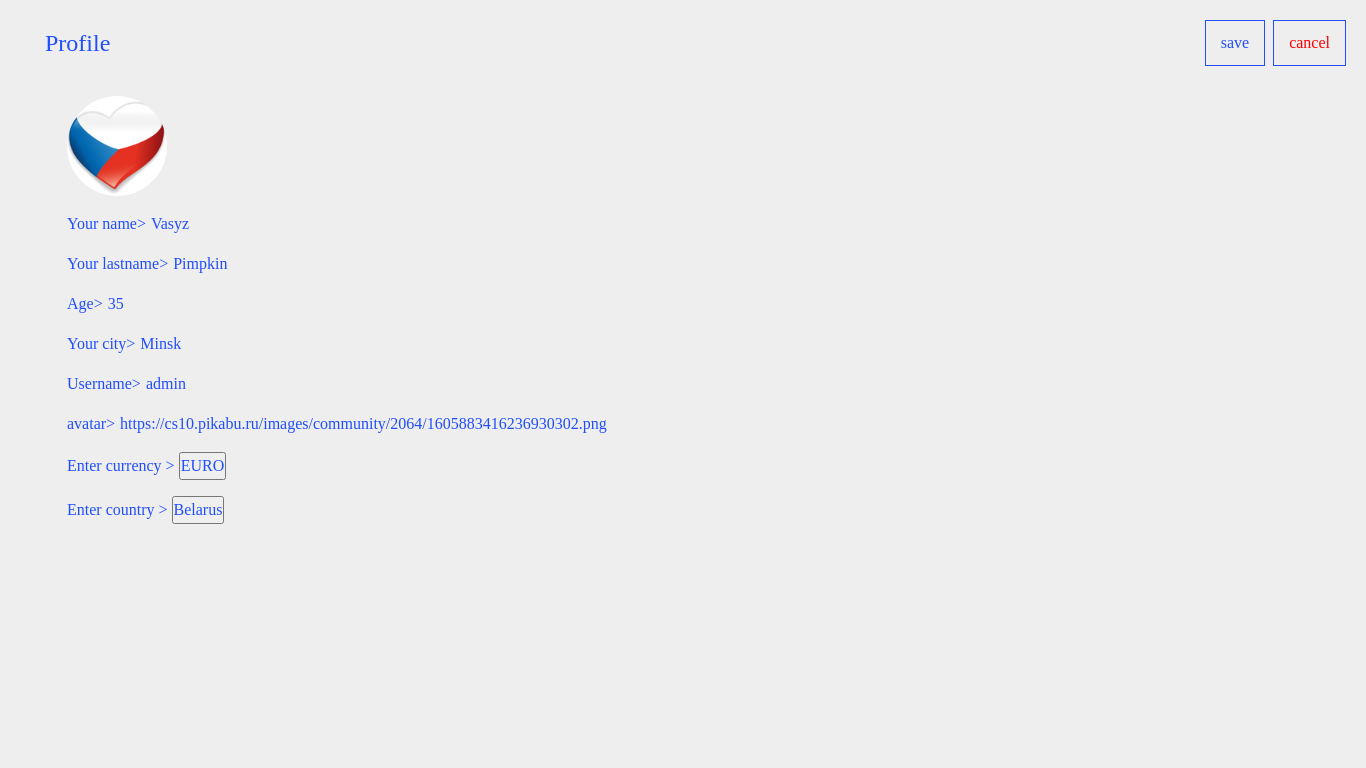 Profile
save
cancel
Your name> Vasyz
Your lastname> Pimpkin
Age> 35
Your city> Minsk
Username> admin
avatar> https://cs10.pikabu.ru/images/community/2064/1605883416236930302.png
Enter currency > EURO
Enter country > Belarus